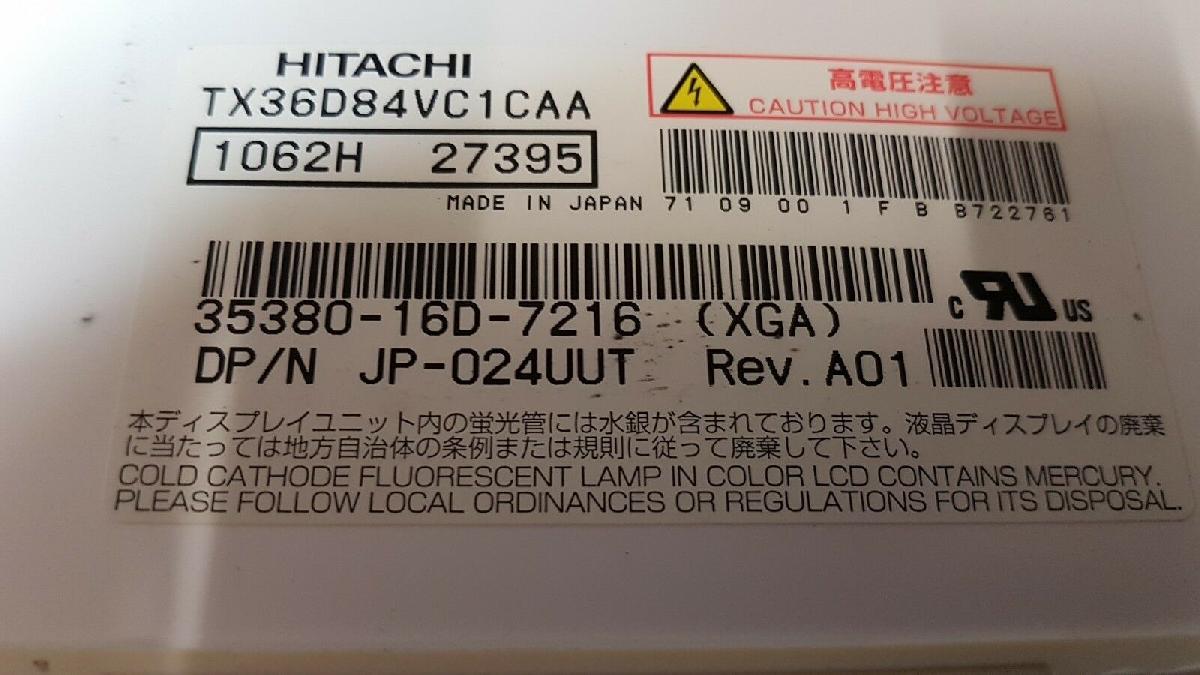 HITACHI
TX36D84VC1CAA
1062H 27395
MADE IN JAPAN
高電圧注意
CAUTION HIGH VOLTAGE
71 09 00 1 F B B722761
35380-16D-7216 (XGA)
DP/N JP-024UUT Rev. A01
c RU US
本ディスプレイユニット内の蛍光管には水銀が含まれております。液晶ディスプレイの廃棄
に当たっては地方自治体の条例または規則に従って廃棄して下さい。
COLD CATHODE FLUORESCENT LAMP IN COLOR LCD CONTAINS MERCURY.
PLEASE FOLLOW LOCAL ORDINANCES OR REGULATIONS FOR ITS DISPOSAL.